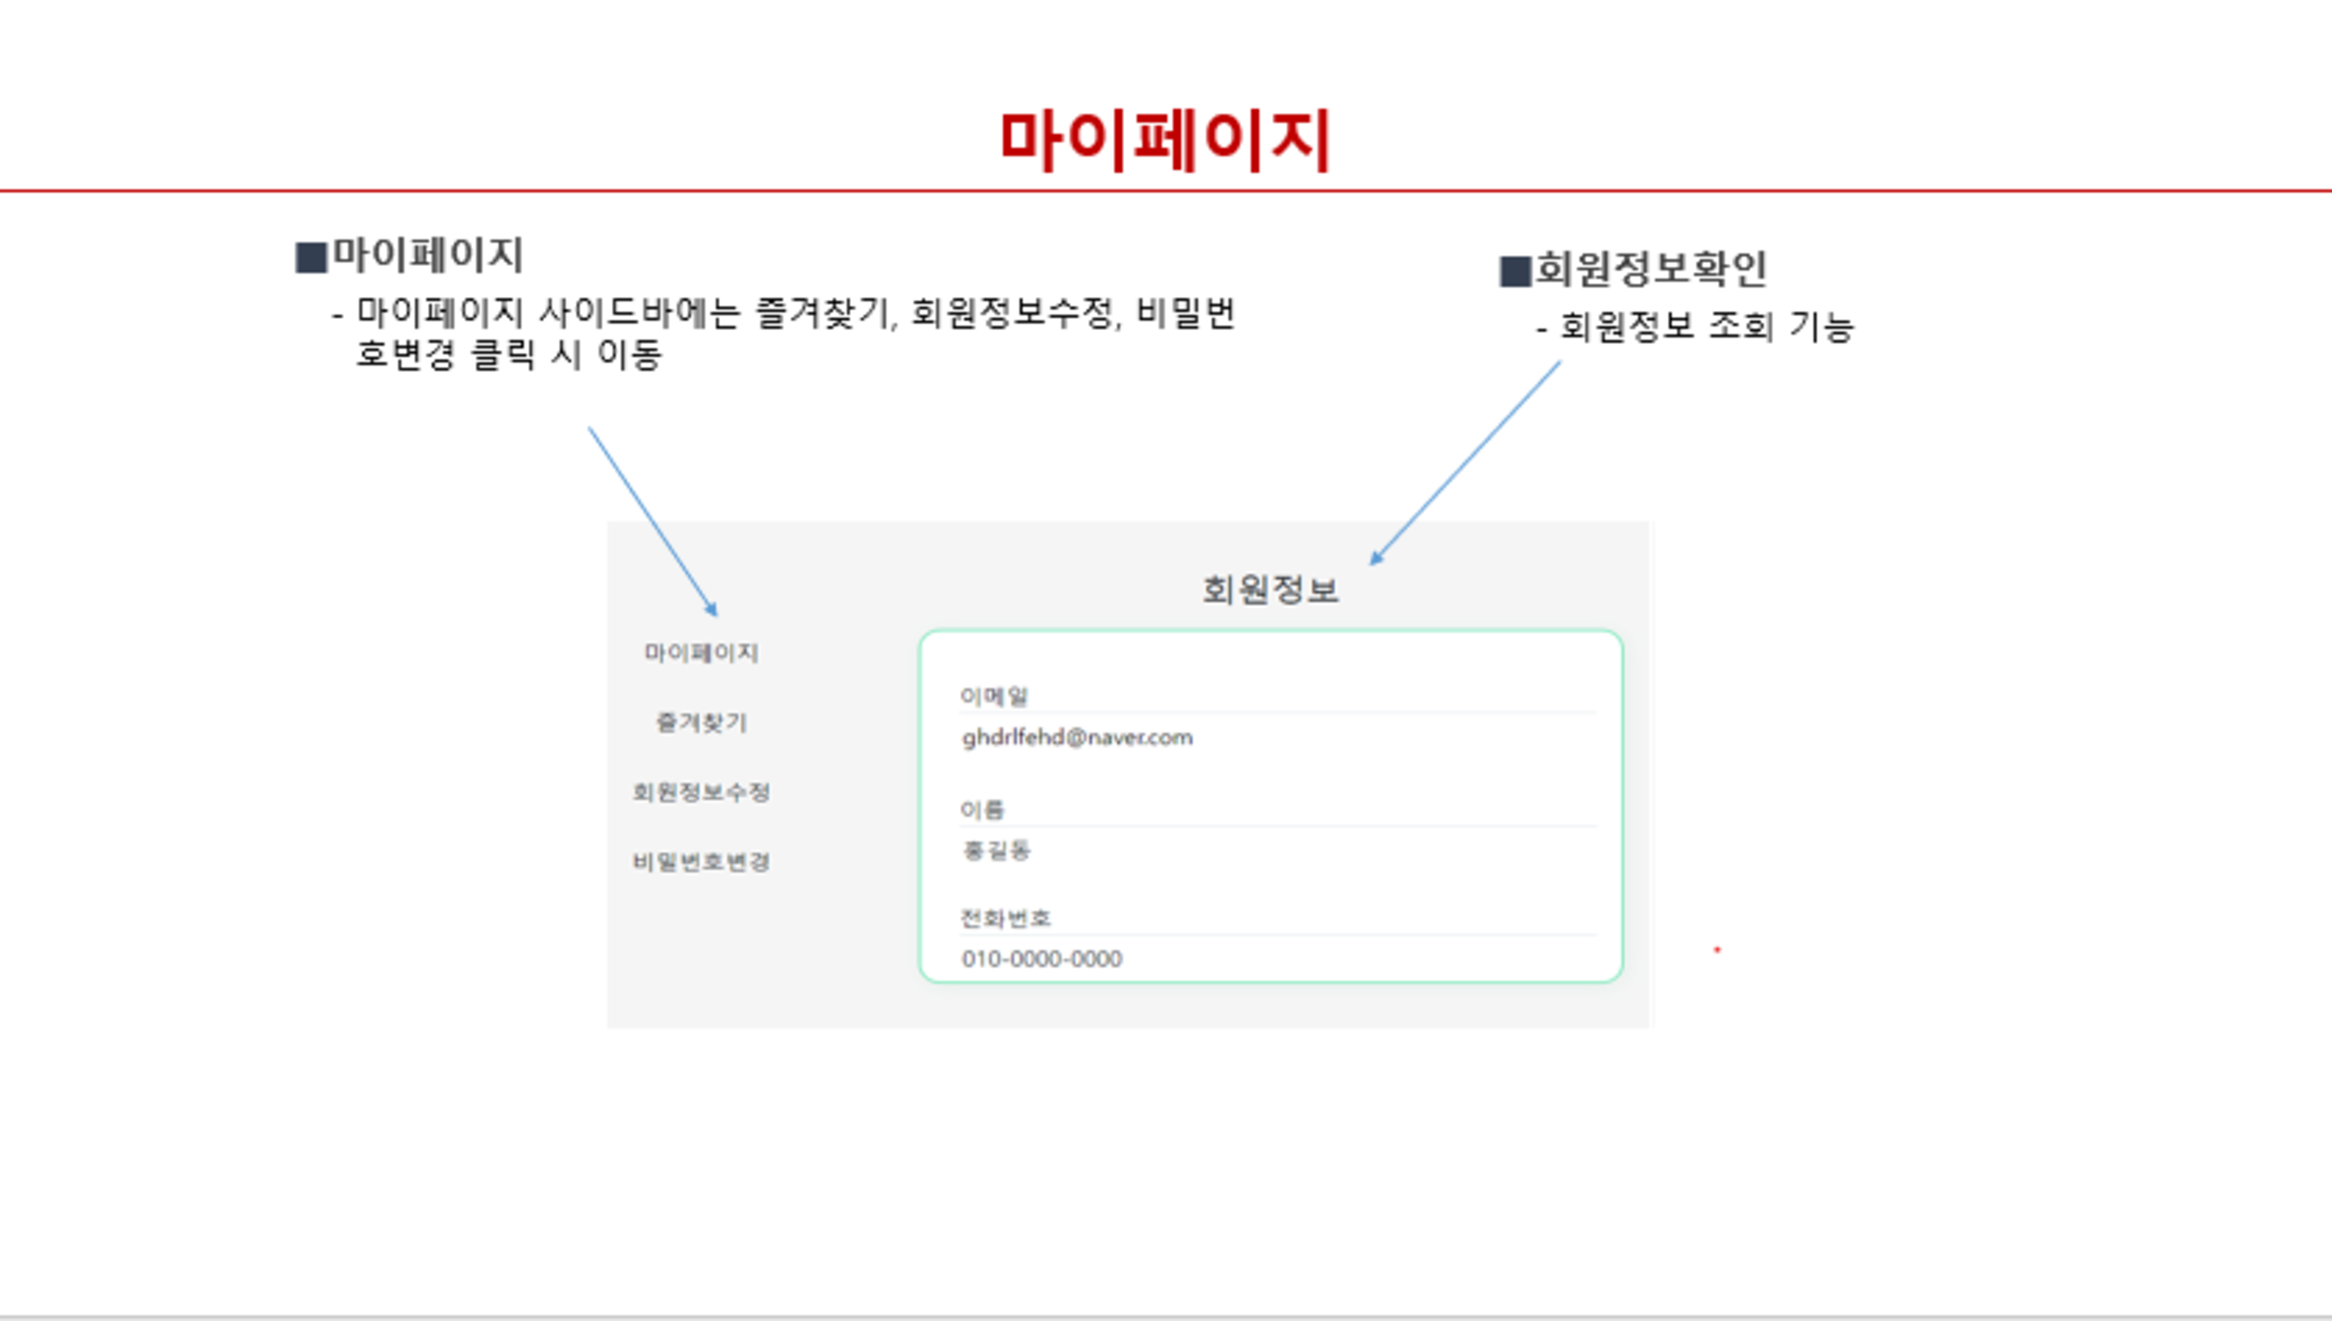 마이페이지
■마이페이지
- 마이페이지 사이드바에는 즐겨찾기, 회원정보수정, 비밀번
호변경 클릭 시 이동
■회원정보확인
- 회원정보 조회 기능
회원정보
마이페이지
즐겨찾기
회원정보수정
비밀번호변경
이메일
ghdrlfehd@naver.com
이름
홍길동
전화번호
010-0000-0000